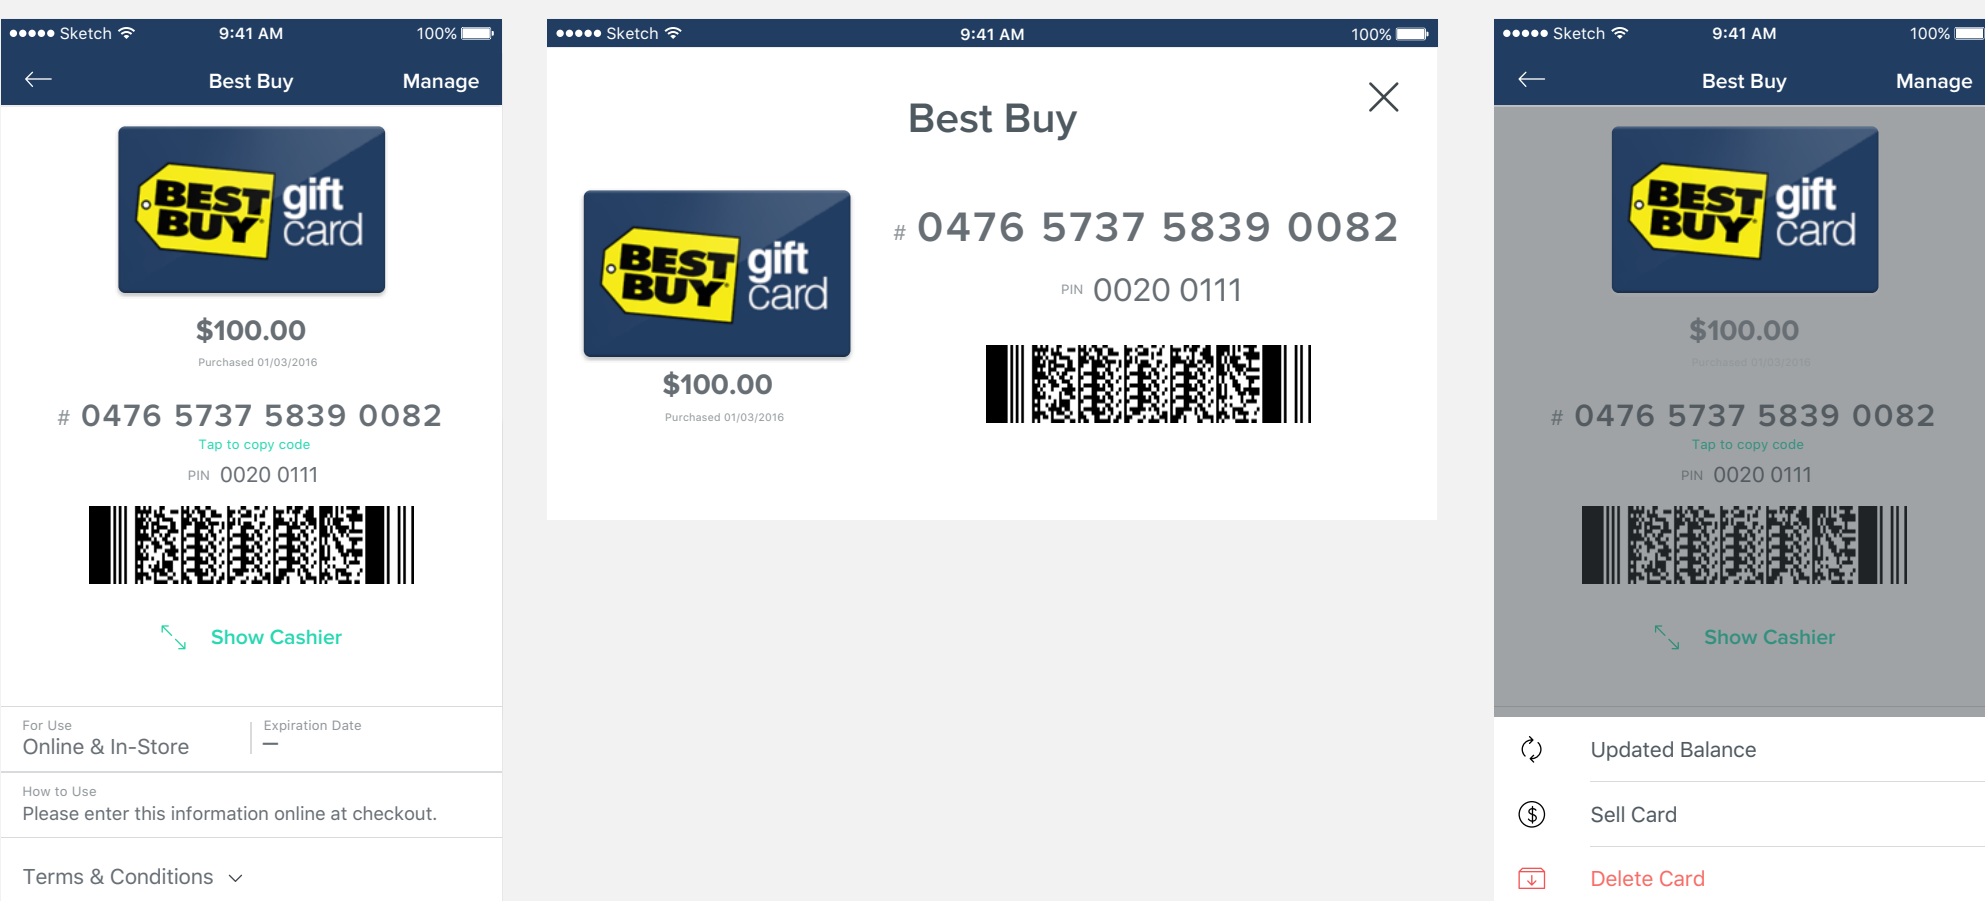 ●●●●● Sketch 9:41 AM 100%
Best Buy Manage
BEST BUY gift card
$100.00
Purchased 01/03/2016
# 0476 5737 5839 0082
Tap to copy code
PIN 0020 0111
Show Cashier
For Use
Online & In-Store
Expiration Date
—
How to Use
Please enter this information online at checkout.
Terms & Conditions
●●●●● Sketch 9:41 AM 100%
Best Buy
BEST BUY gift card
$100.00
Purchased 01/03/2016
# 0476 5737 5839 0082
PIN 0020 0111
●●●●● Sketch 9:41 AM 100%
Best Buy Manage
BEST BUY gift card
$100.00
Purchased 01/03/2016
# 0476 5737 5839 0082
Tap to copy code
PIN 0020 0111
Show Cashier
Updated Balance
Sell Card
Delete Card